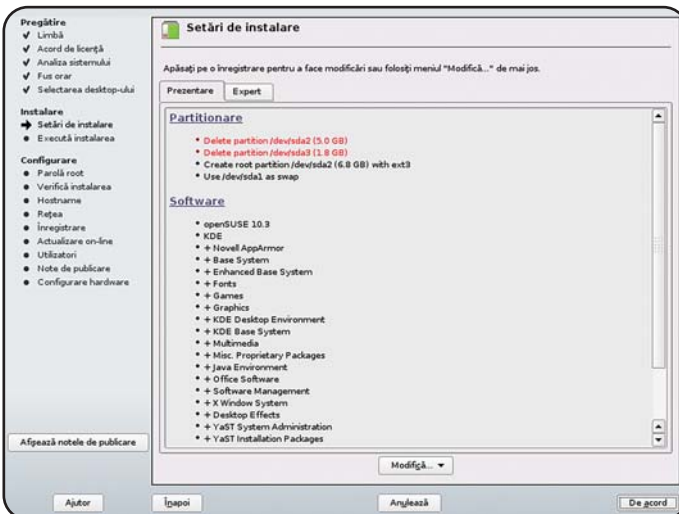 Pregătire
Limbă
Acord de licență
Analiza sistemului
Fus orar
Selectarea desktop-ului
Instalare
Setări de instalare
Execută instalarea
Configurare
Parolă root
Verifică instalarea
Hostname
Rețea
Înregistrare
Actualizare on-line
Utilizatori
Note de publicare
Configurare hardware
Afișează notele de publicare
Ajutor
Setări de instalare
Apăsați pe o înregistrare pentru a face modificări sau folosiți meniul "Modifică..." de mai jos.
Prezentare
Expert
Partitionare
• Delete partition /dev/sda2 (5.0 GB)
• Delete partition /dev/sda3 (1.8 GB)
• Create root partition /dev/sda2 (6.8 GB) with ext3
• Use /dev/sda1 as swap
Software
• openSUSE 10.3
• KDE
• + Novell AppArmor
• + Base System
• + Enhanced Base System
• + Fonts
• + Games
• + Graphics
• + KDE Desktop Environment
• + KDE Base System
• + Multimedia
• + Misc. Proprietary Packages
• + Java Environment
• + Office Software
• + Software Management
• + X Window System
• + Desktop Effects
• + YaST System Administration
• + YaST Installation Packages
Modifică...
Înapoi
Anulează
De acord